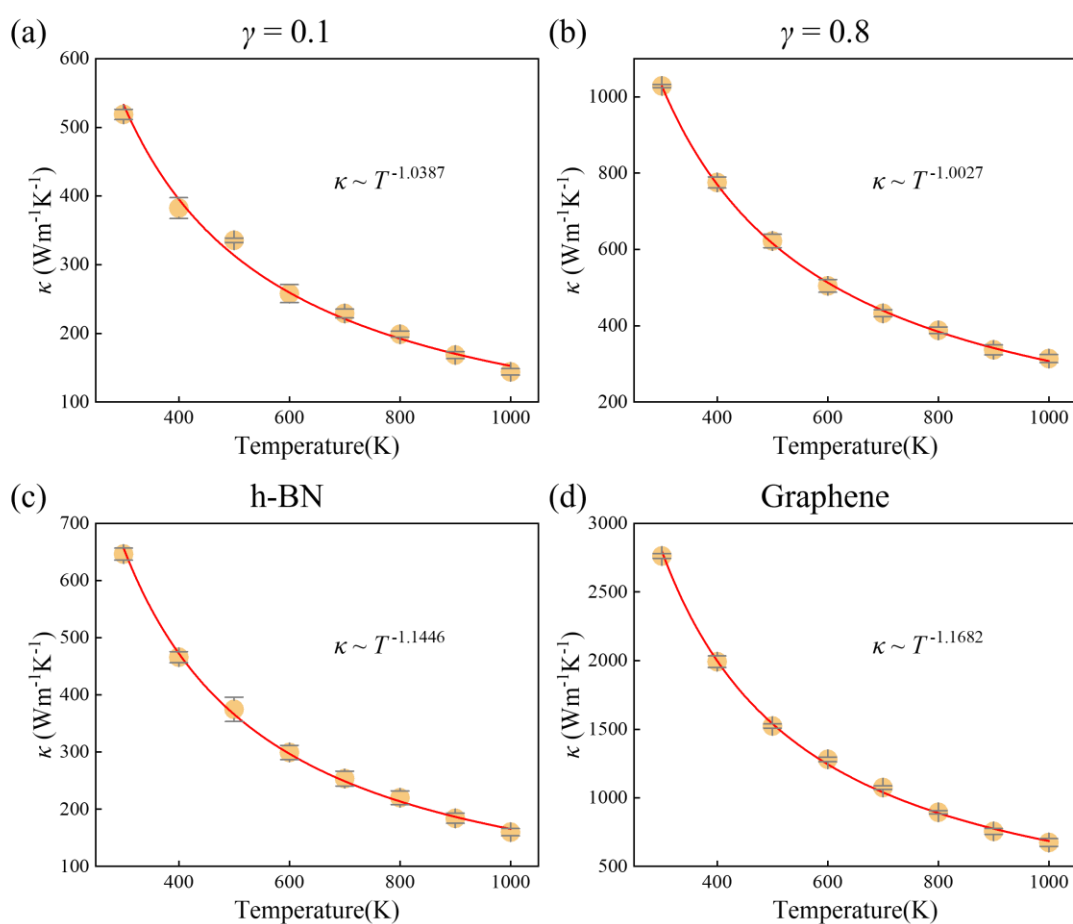 (a)
γ = 0.1
600
500
400
300
200
100
κ (Wm⁻¹K⁻¹)
κ ~ T⁻¹·⁰³⁸⁷
400 600 800 1000
Temperature(K)
(b)
γ = 0.8
1000
800
600
400
200
κ (Wm⁻¹K⁻¹)
κ ~ T⁻¹·⁰⁰²⁷
400 600 800 1000
Temperature(K)
(c)
h-BN
700
600
500
400
300
200
100
κ (Wm⁻¹K⁻¹)
κ ~ T⁻¹·¹⁴⁴⁶
400 600 800 1000
Temperature(K)
(d)
Graphene
3000
2500
2000
1500
1000
500
κ (Wm⁻¹K⁻¹)
κ ~ T⁻¹·¹⁶⁸²
400 600 800 1000
Temperature(K)